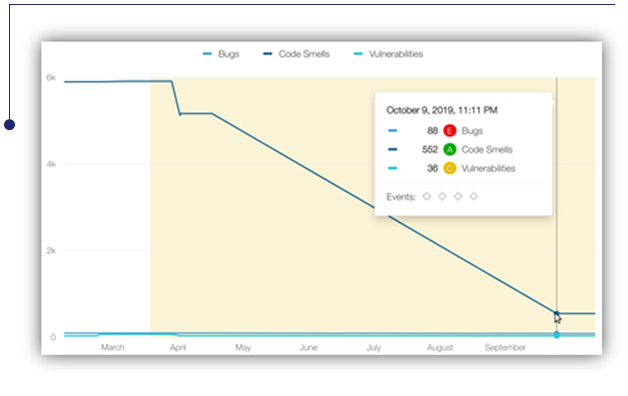 Bugs Code Smells Vulnerabilities
6k
October 9, 2019, 11:11 PM
88 E Bugs
552 A Code Smells
36 C Vulnerabilities
Events:
4k
2k
0
March April May June July August September